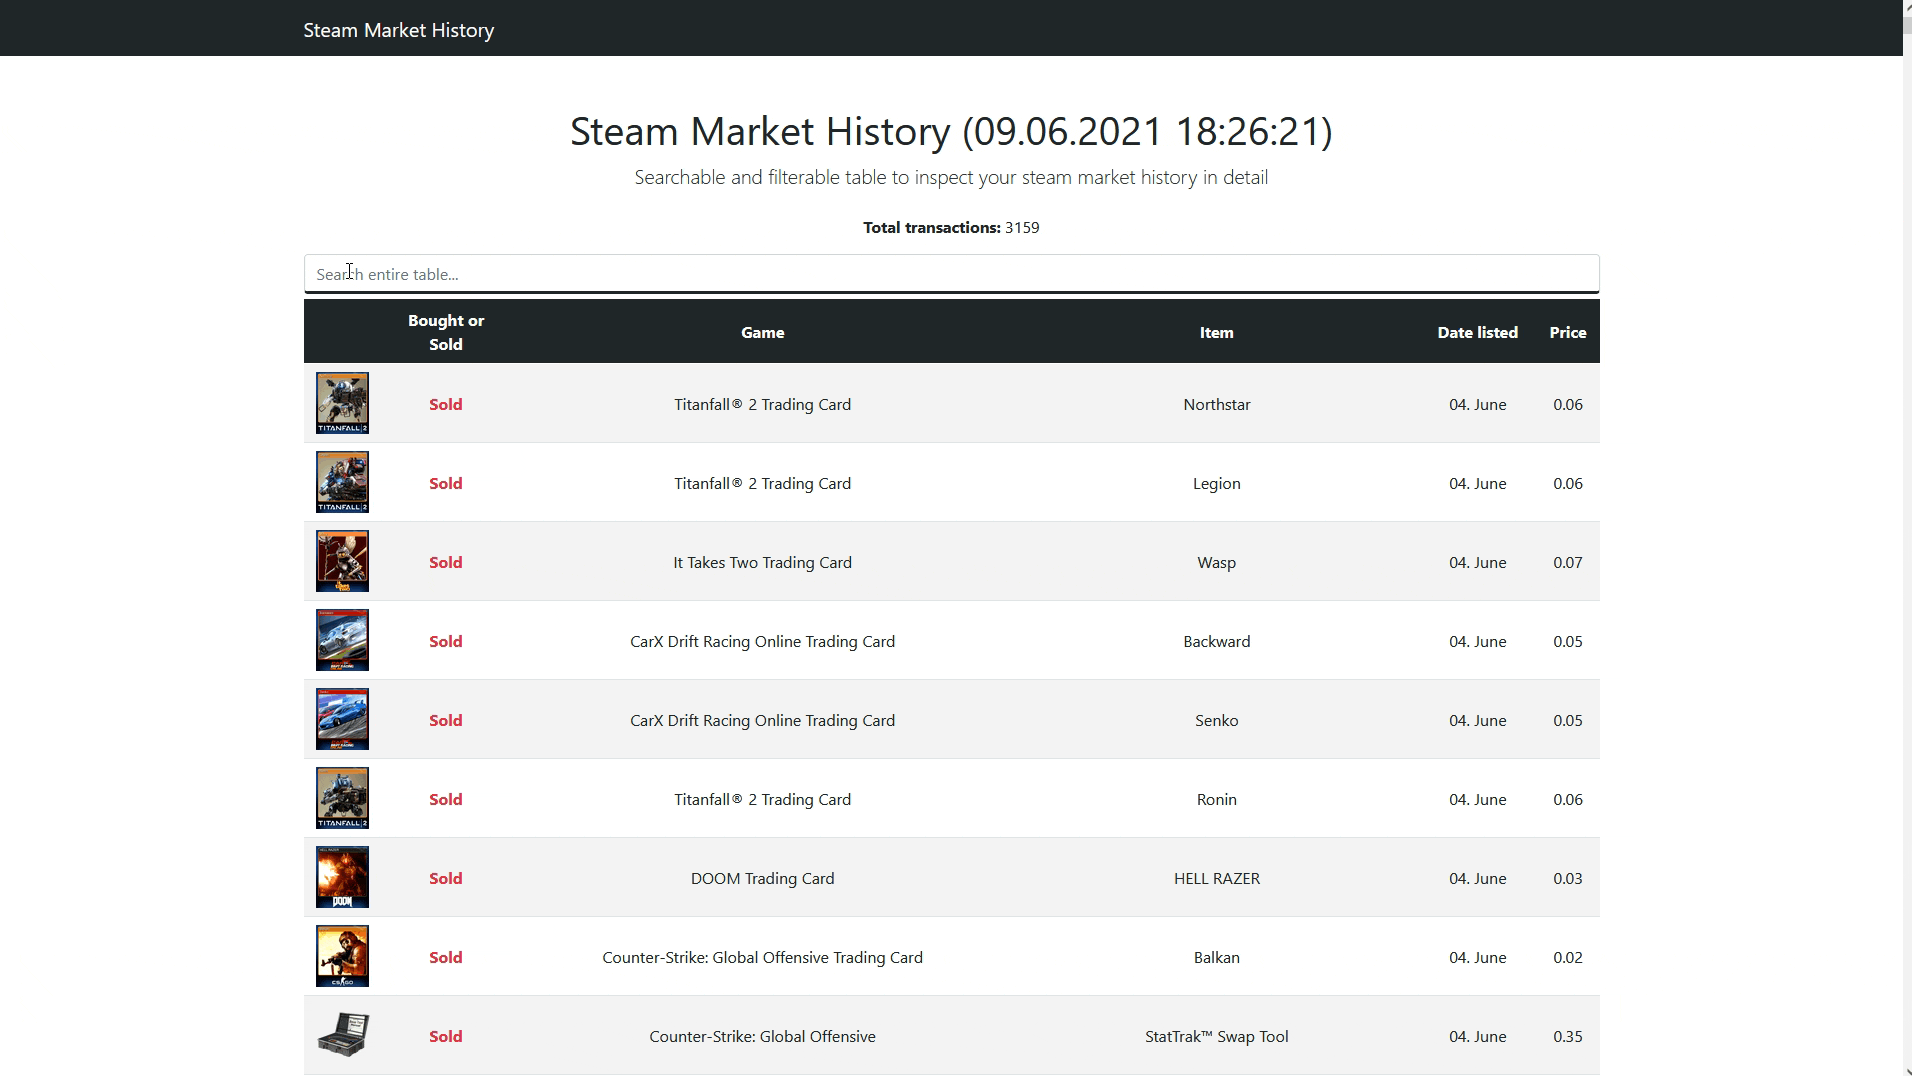 Steam Market History
Steam Market History (09.06.2021 18:26:21)
Searchable and filterable table to inspect your steam market history in detail
Total transactions: 3159
Search entire table...
Bought or Sold Game Item Date listed Price
TITANFALL 2 Sold Titanfall® 2 Trading Card Northstar 04. June 0.06
TITANFALL 2 Sold Titanfall® 2 Trading Card Legion 04. June 0.06
Sold It Takes Two Trading Card Wasp 04. June 0.07
Sold CarX Drift Racing Online Trading Card Backward 04. June 0.05
Sold CarX Drift Racing Online Trading Card Senko 04. June 0.05
TITANFALL 2 Sold Titanfall® 2 Trading Card Ronin 04. June 0.06
HELL RAZER DOOM Sold DOOM Trading Card HELL RAZER 04. June 0.03
CS GO Sold Counter-Strike: Global Offensive Trading Card Balkan 04. June 0.02
Sold Counter-Strike: Global Offensive StatTrak™ Swap Tool 04. June 0.35